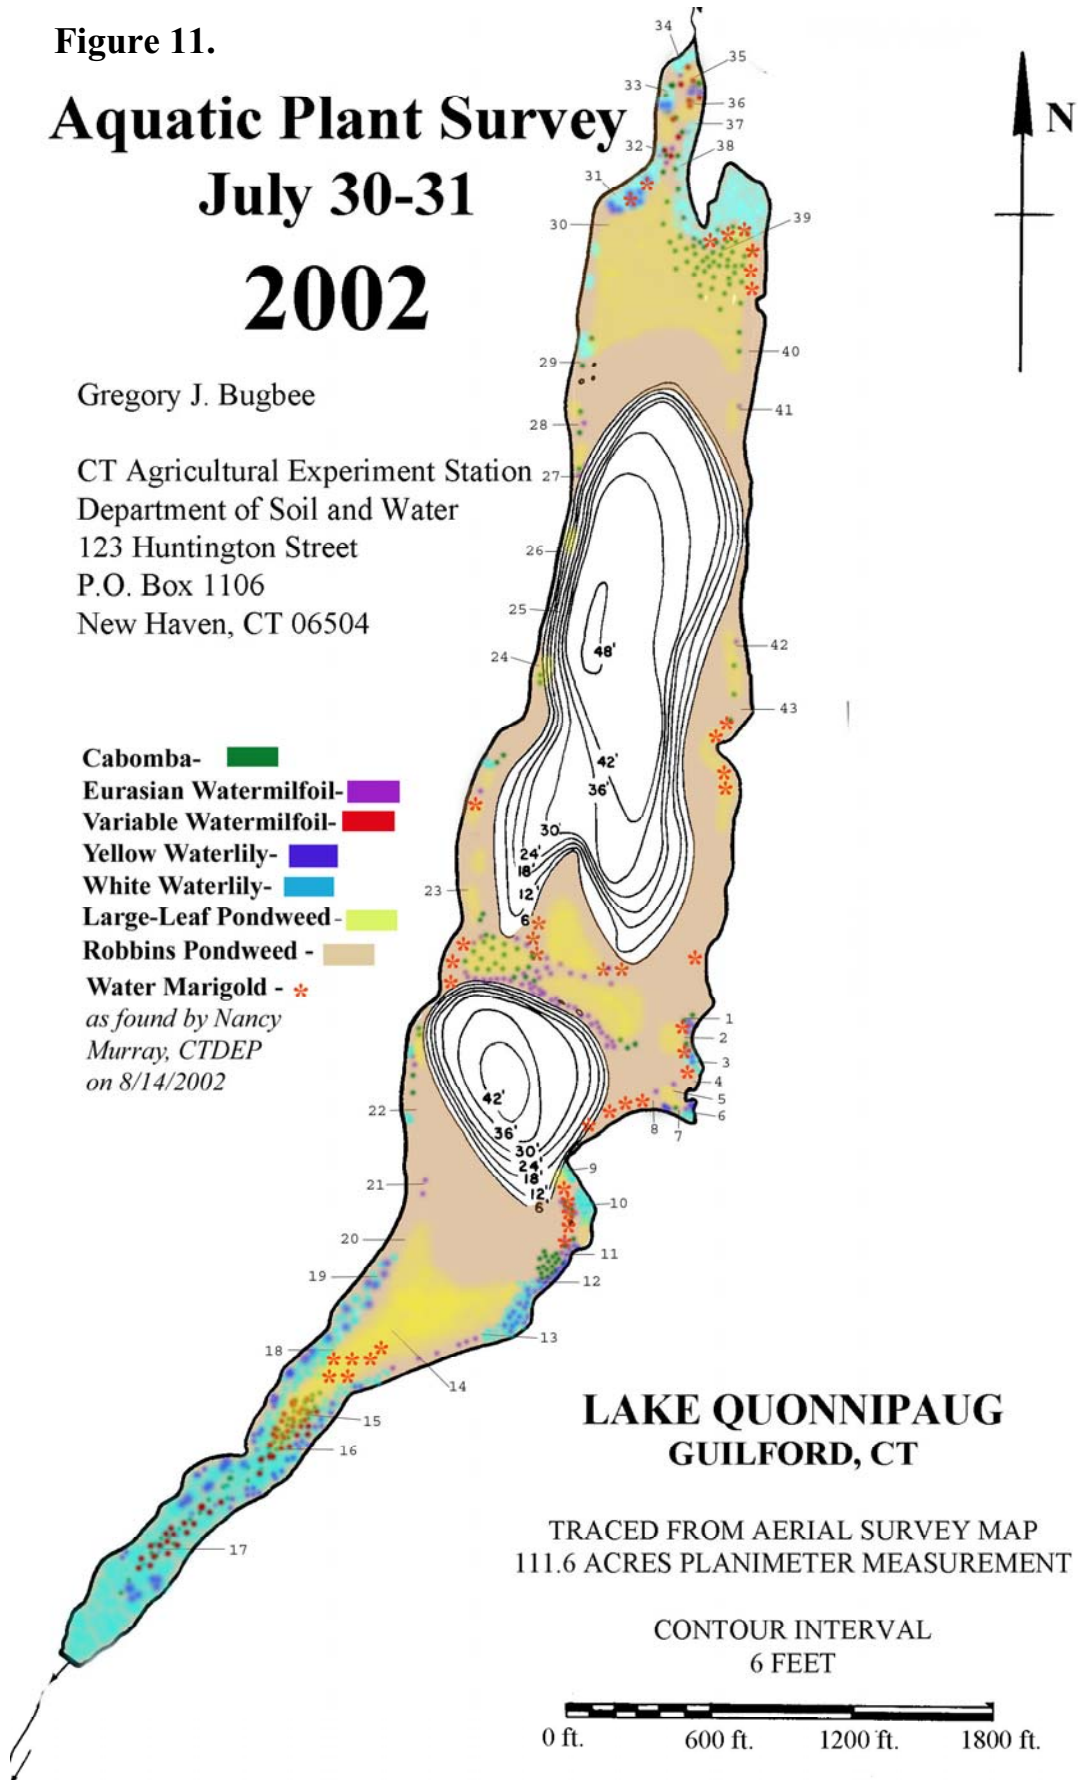 Figure 11.
Aquatic Plant Survey
July 30-31
2002
Gregory J. Bugbee
CT Agricultural Experiment Station
Department of Soil and Water
123 Huntington Street
P.O. Box 1106
New Haven, CT 06504
Cabomba-
Eurasian Watermilfoil-
Variable Watermilfoil-
Yellow Waterlily-
White Waterlily-
Large-Leaf Pondweed-
Robbins Pondweed -
Water Marigold - *
as found by Nancy
Murray, CTDEP
on 8/14/2002
N
N
34
35
33
36
37
32
38
31
39
30
40
29
41
28
27
26
25
48'
42
24
43
42'
36'
30'
24'
18'
23
12'
6'
1
2
3
4
5
6
7
8
42'
22
36'
30'
24'
18'
12'
6
9
21
10
20
11
19
12
13
18
14
15
16
17
LAKE QUONNIPAUG
GUILFORD, CT
TRACED FROM AERIAL SURVEY MAP
111.6 ACRES PLANIMETER MEASUREMENT
CONTOUR INTERVAL
6 FEET
0 ft. 600 ft. 1200 ft. 1800 ft.